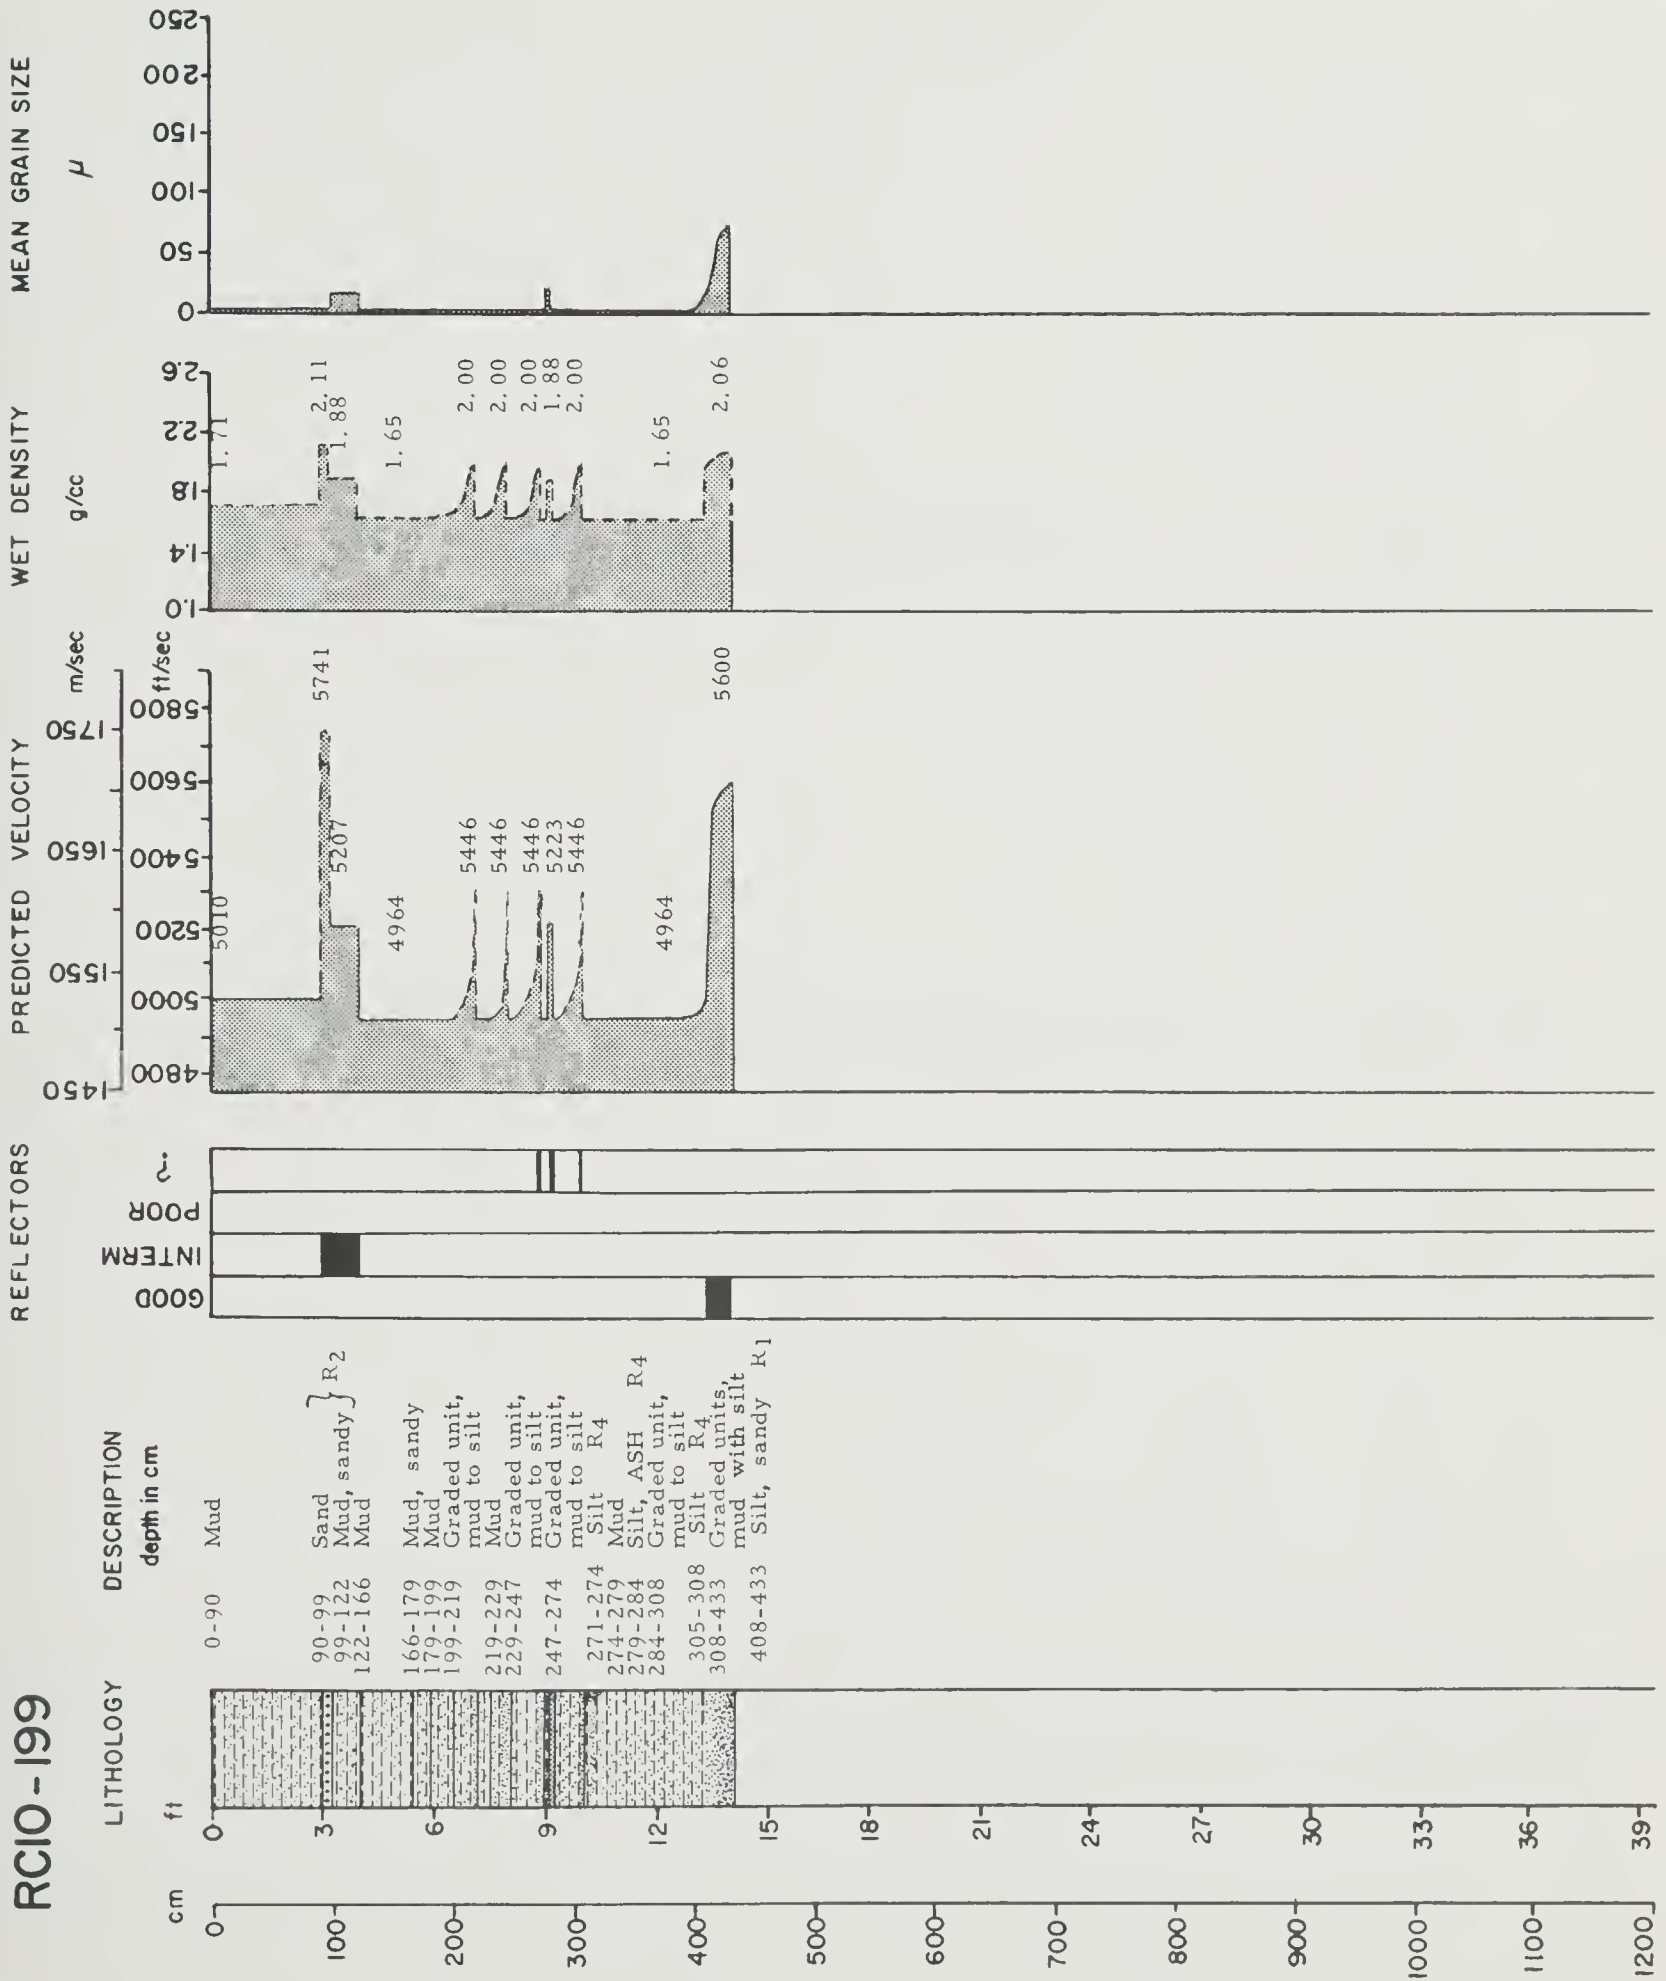 RC10-199
LITHOLOGY
DESCRIPTION
depth in cm
REFLECTORS
PREDICTED VELOCITY
WET DENSITY
MEAN GRAIN SIZE
cm
ft
GOOD
INTERM
POOR
?
m/sec
ft/sec
g/cc
μ
0
100
200
300
400
500
600
700
800
900
1000
1100
1200
0
3
6
9
12
15
18
21
24
27
30
33
36
39
0-90 Mud
90-99 Sand
99-122 Mud, sandy } R2
122-166 Mud
166-179 Mud, sandy
179-199 Mud
199-219 Graded unit,
mud to silt
219-229 Mud
229-247 Graded unit,
mud to silt
247-274 Graded unit,
mud to silt
271-274 Silt R4
274-279 Mud
279-284 Silt, ASH R4
284-308 Graded unit,
mud to silt
305-308 Silt R4
308-433 Graded units,
mud with silt
408-433 Silt, sandy R1
1450
1550
1650
1750
4800
5000
5200
5400
5600
5800
5010
5741
5207
4964
5446
5446
5446
5223
5446
4964
5600
1.0
1.4
1.8
2.2
2.6
1.71
2.11
1.88
1.65
2.00
2.00
2.00
1.88
2.00
1.65
2.06
0
50
100
150
200
250